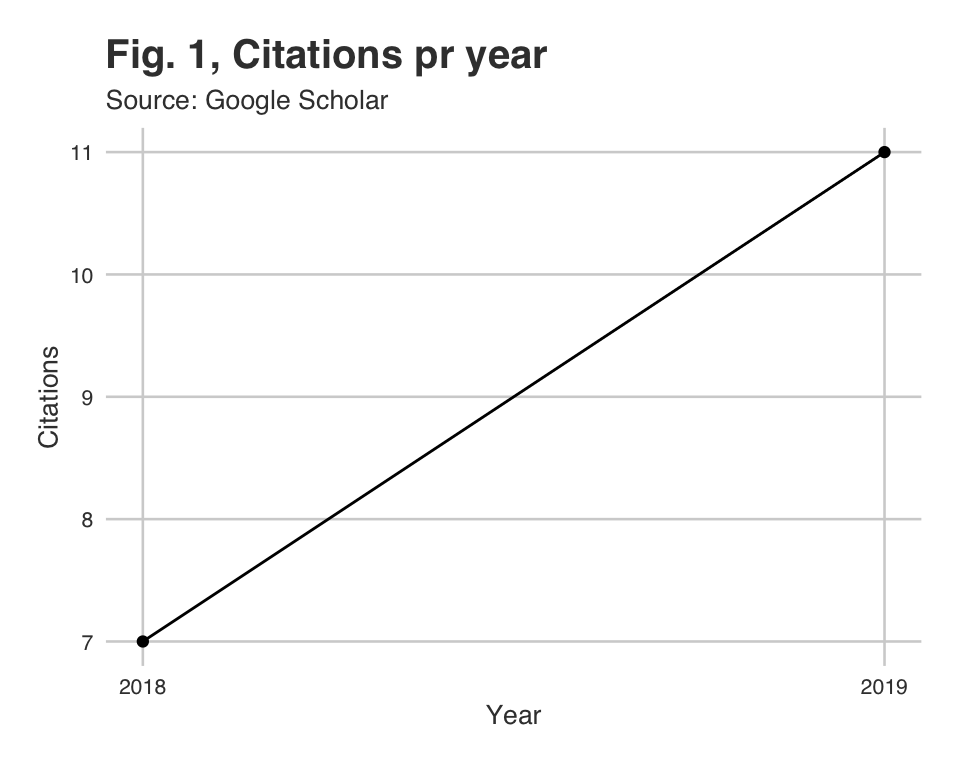 Fig. 1, Citations pr year
Source: Google Scholar
11
10
9
8
7
Citations
2018
2019
Year